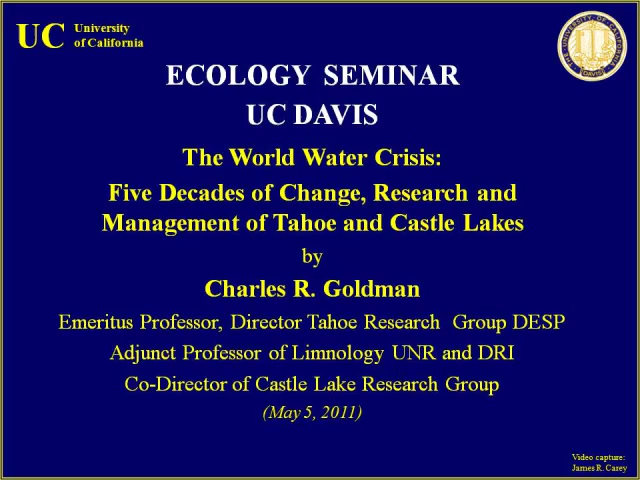 UC University
of California
ECOLOGY SEMINAR
UC DAVIS
The World Water Crisis:
Five Decades of Change, Research and
Management of Tahoe and Castle Lakes
by
Charles R. Goldman
Emeritus Professor, Director Tahoe Research Group DESP
Adjunct Professor of Limnology UNR and DRI
Co-Director of Castle Lake Research Group
(May 5, 2011)
Video capture:
James R. Carey